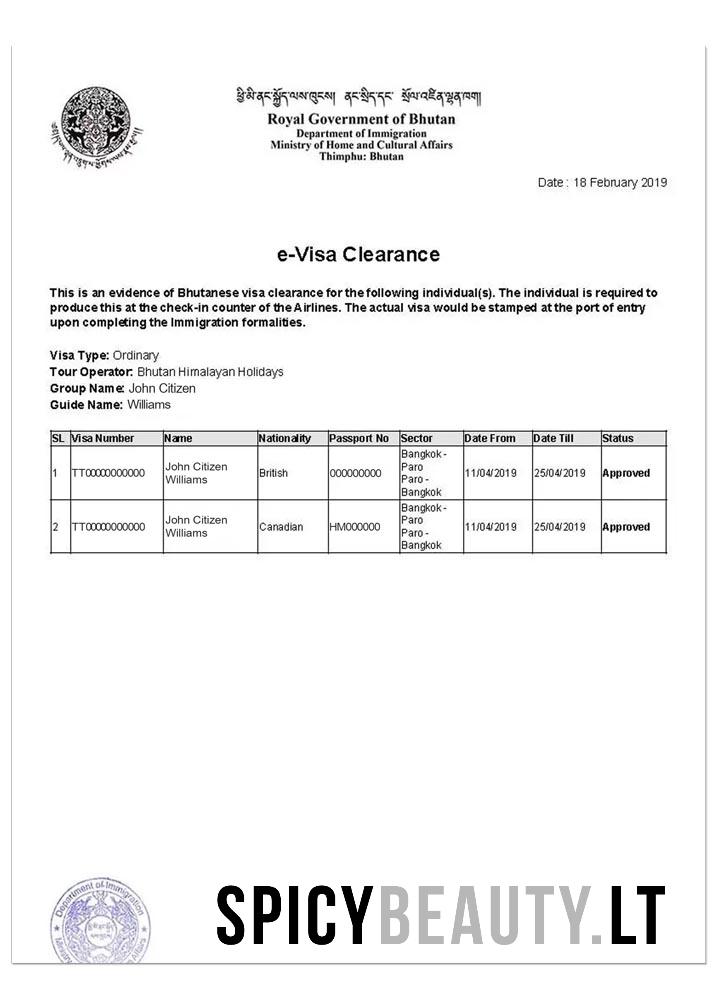 ཕྱི་མི་ནང་སྐྱོད་ལས་ཁུངས། ནང་སྲིད་དང་ སྲོལ་འཛིན་ལྷན་ཁག།
Royal Government of Bhutan
Department of Immigration
Ministry of Home and Cultural Affairs
Thimphu: Bhutan
Date : 18 February 2019
e-Visa Clearance
This is an evidence of Bhutanese visa clearance for the following individual(s). The individual is required to
produce this at the check-in counter of the Airlines. The actual visa would be stamped at the port of entry
upon completing the Immigration formalities.
Visa Type: Ordinary
Tour Operator: Bhutan Himalayan Holidays
Group Name: John Citizen
Guide Name: Williams
SL Visa Number Name Nationality Passport No Sector Date From Date Till Status
1 TT00000000000 John Citizen Williams British 000000000 Bangkok - Paro Paro - Bangkok 11/04/2019 25/04/2019 Approved
2 TT00000000000 John Citizen Williams Canadian HM000000 Bangkok - Paro Paro - Bangkok 11/04/2019 25/04/2019 Approved
Department of Immigration
SPICYBEAUTY.LT